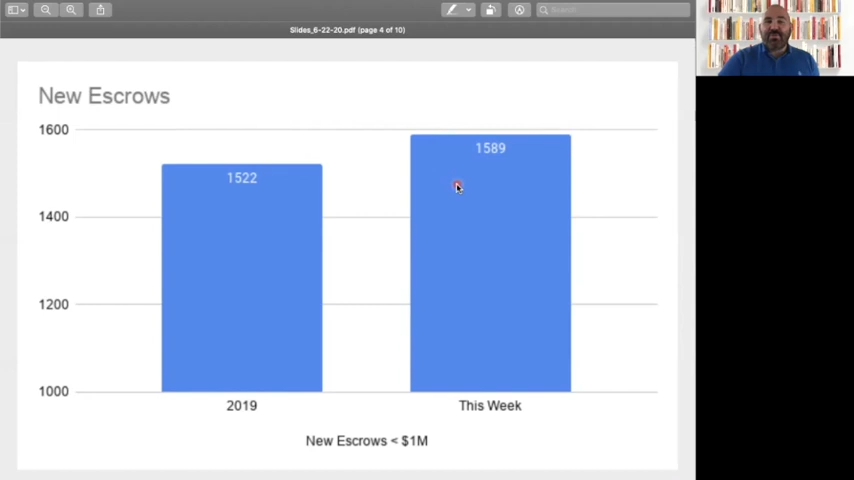 Search
Slides_6-22-20.pdf (page 4 of 10)
New Escrows
1600
1522
1589
1400
1200
1000
2019
This Week
New Escrows < $1M